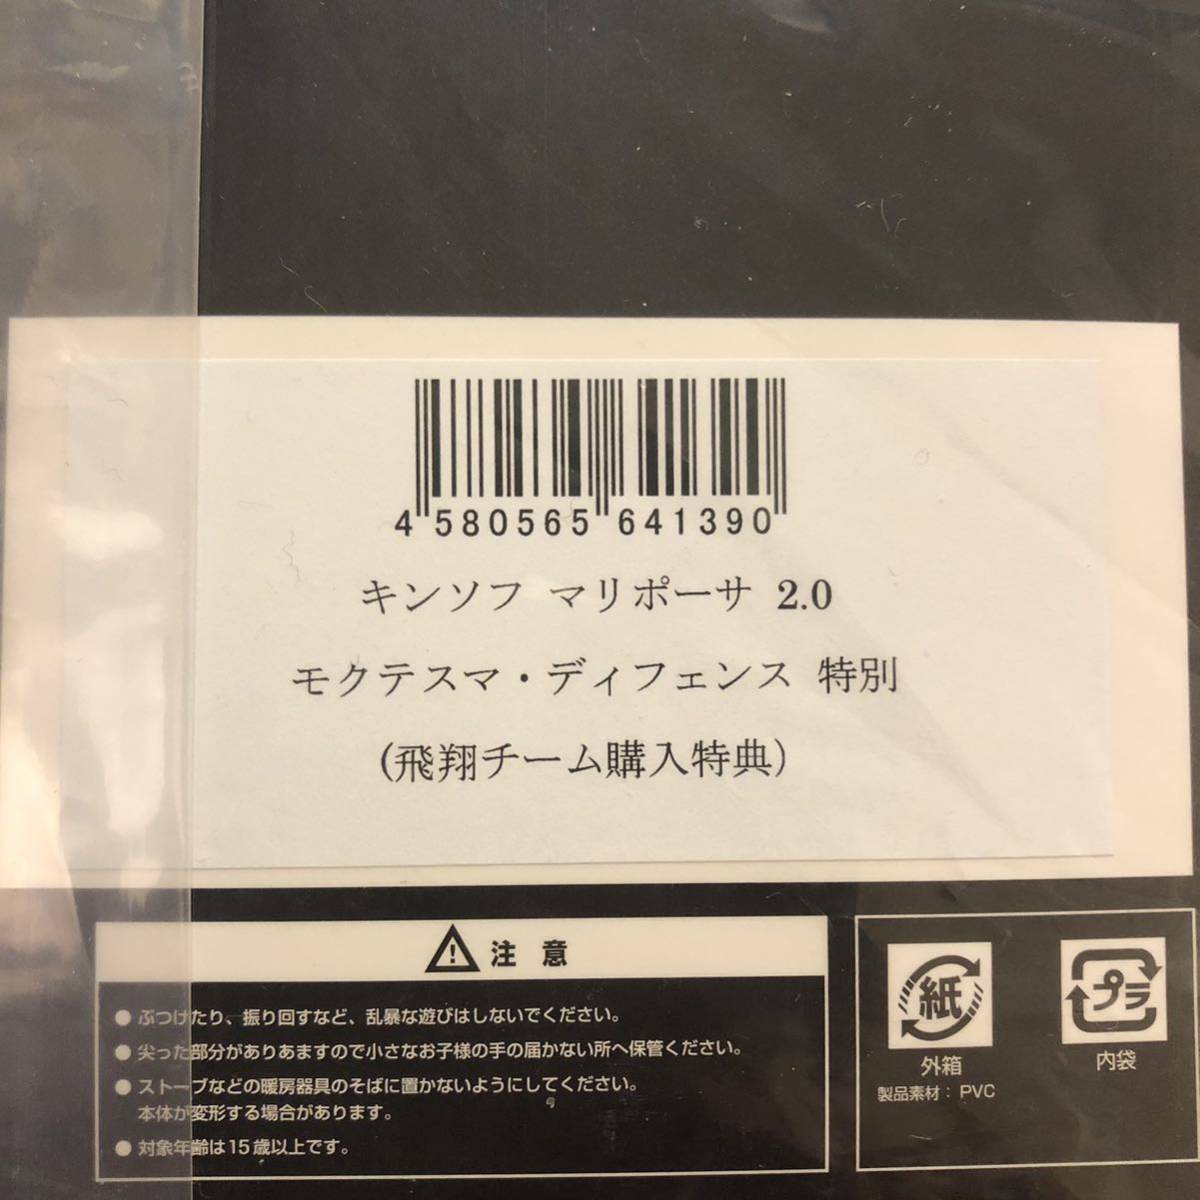 4 580565 641390
キンソフ マリポーサ 2.0
モクテスマ・ディフェンス 特別
(飛翔チーム購入特典)
注 意
● ぶつけたり、振り回すなど、乱暴な遊びはしないでください。
● 尖った部分がありあますので小さなお子様の手の届かない所へ保管ください。
● ストーブなどの暖房器具のそばに置かないようにしてください。
本体が変形する場合があります。
● 対象年齢は15歳以上です。
紙
外箱
プラ
内袋
製品素材：PVC